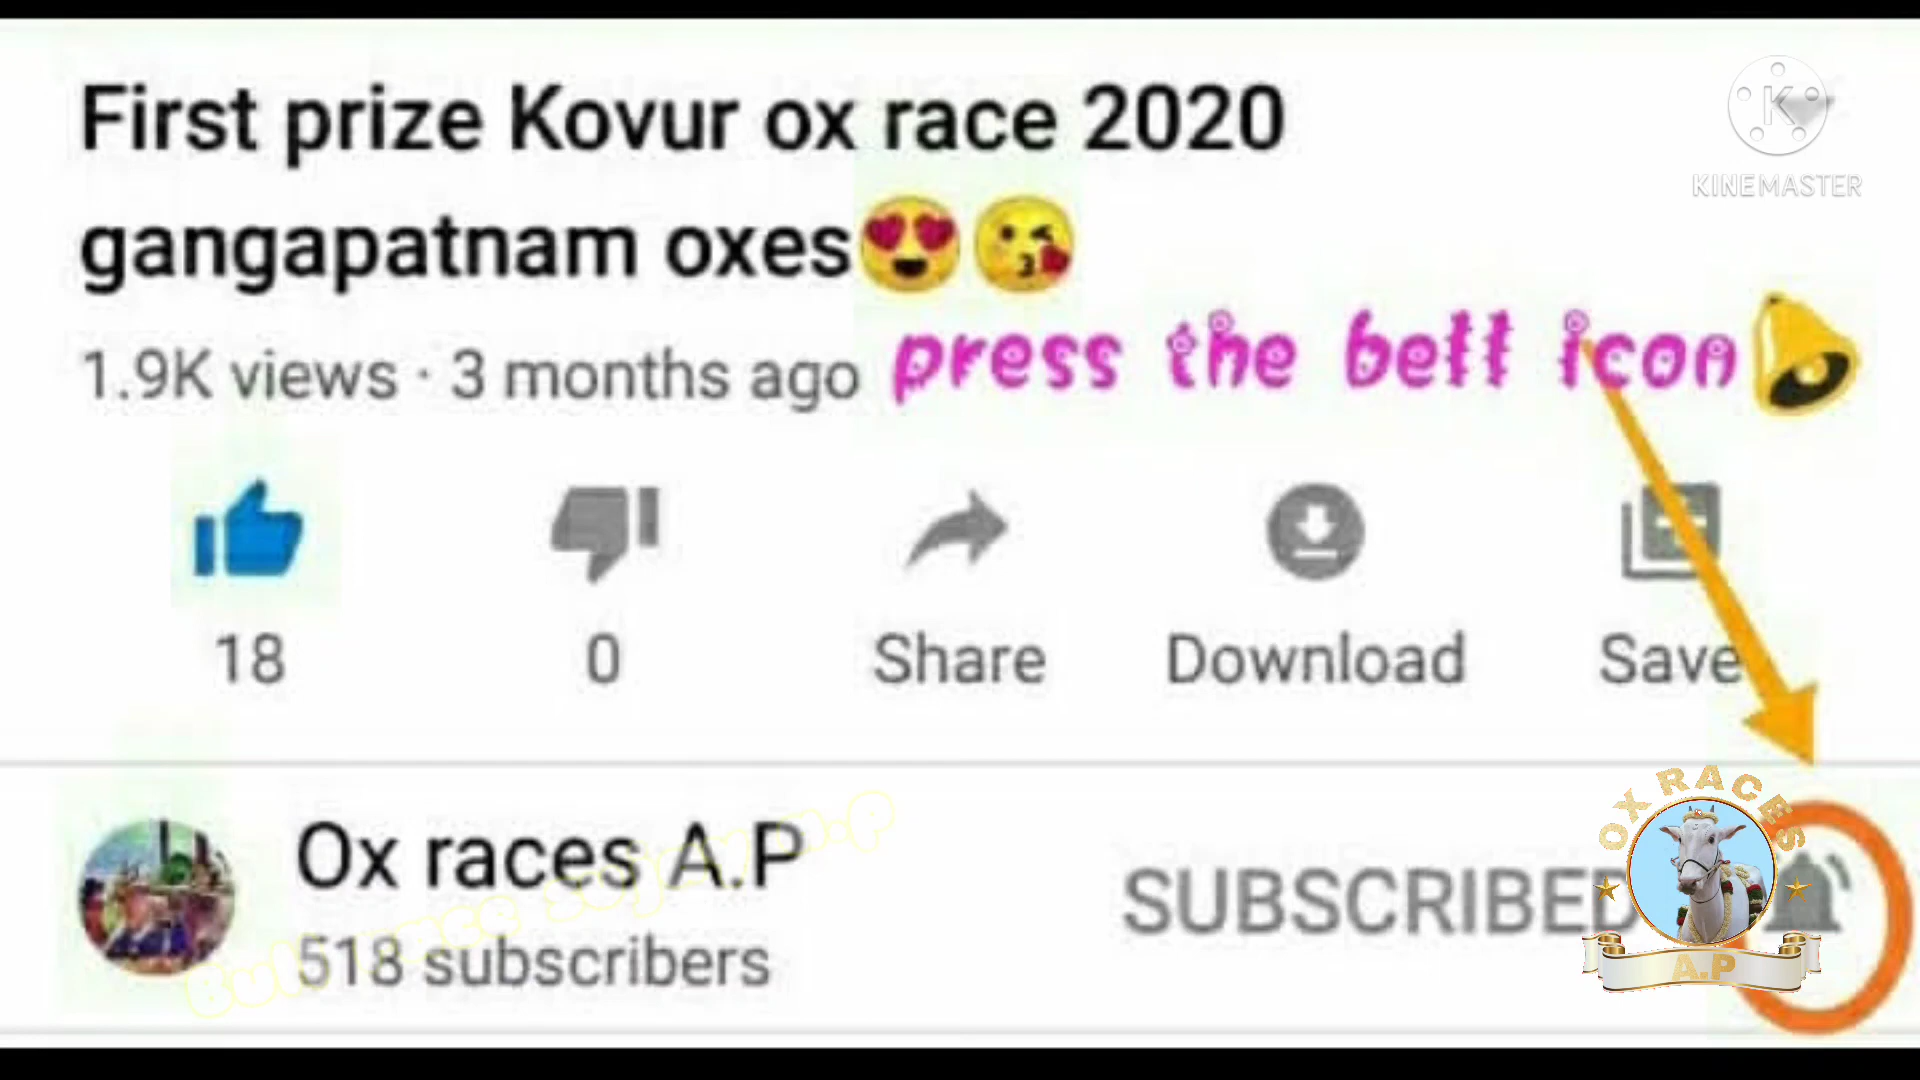 First prize Kovur ox race 2020
gangapatnam oxes😍😘
KINEMASTER
1.9K views · 3 months ago
press the bell icon🔔
18
0
Share
Download
Save
Ox races A.P
518 subscribers
SUBSCRIBED
OX RACES
A.P